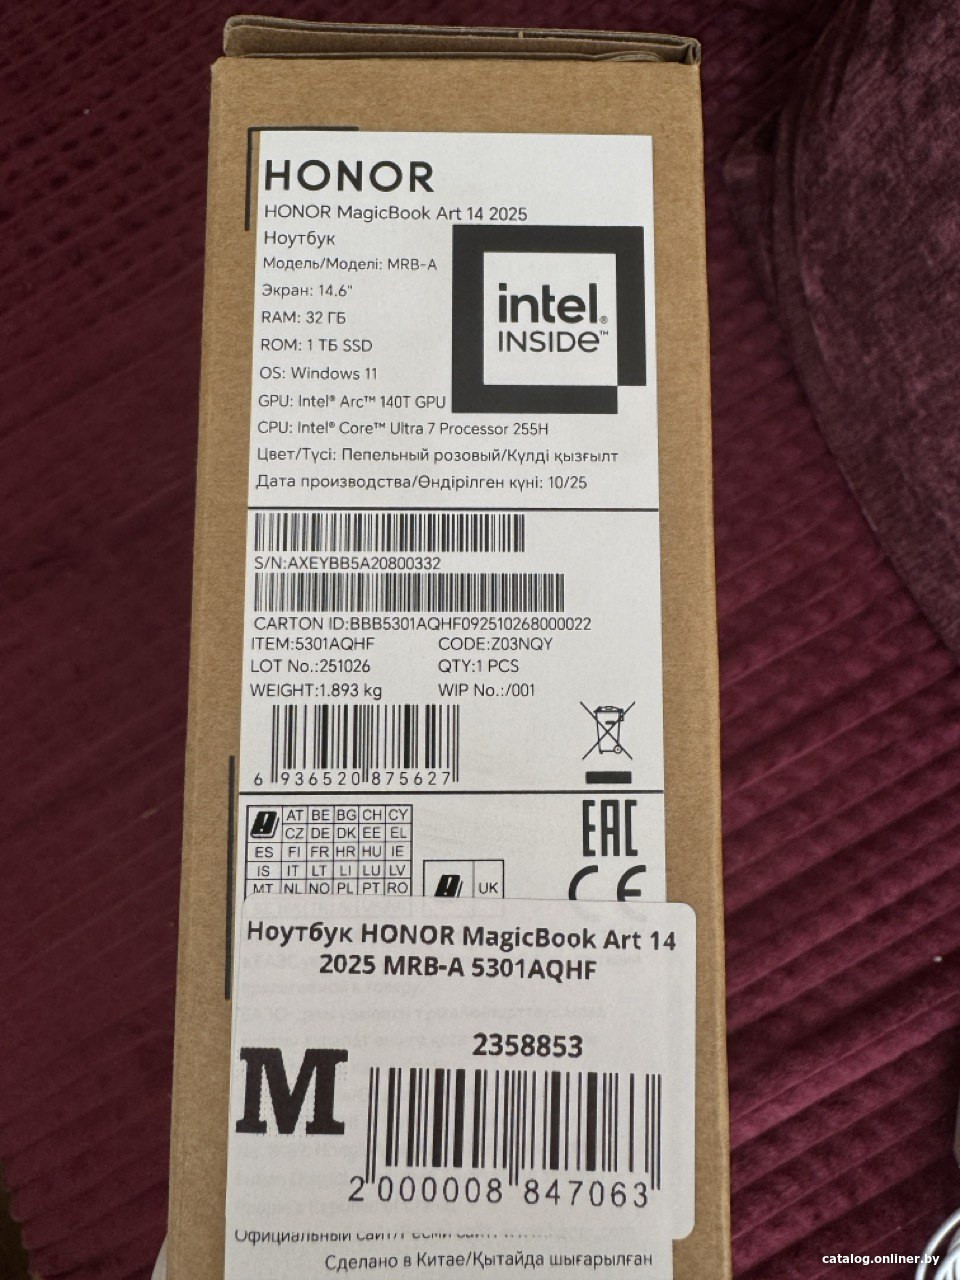 HONOR
HONOR MagicBook Art 14 2025
Ноутбук
Модель/Моделі: MRB-A
Экран: 14.6"
RAM: 32 ГБ
ROM: 1 ТБ SSD
OS: Windows 11
GPU: Intel® Arc™ 140T GPU
CPU: Intel® Core™ Ultra 7 Processor 255H
Цвет/Түсі: Пепельный розовый/Күлді қызғылт
Дата производства/Өндірілген күні: 10/25
intel®
INSIDe™
S/N:AXEYBB5A20800332
CARTON ID:BBB5301AQHF092510268000022
ITEM:5301AQHF CODE:Z03NQY
LOT No.:251026 QTY:1 PCS
WEIGHT:1.893 kg WIP No.:/001
6 936520 875627
EAC
CE
AT BE BG CH CY
CZ DE DK EE EL
ES FI FR HR HU IE
IS IT LT LI LU LV
MT NL NO PL PT RO
UK
Ноутбук HONOR MagicBook Art 14
2025 MRB-A 5301AQHF
2358853
M
2 000008 847063
Официальный
Сделано в Китае/Қытайда шығарылған
catalog.onliner.by